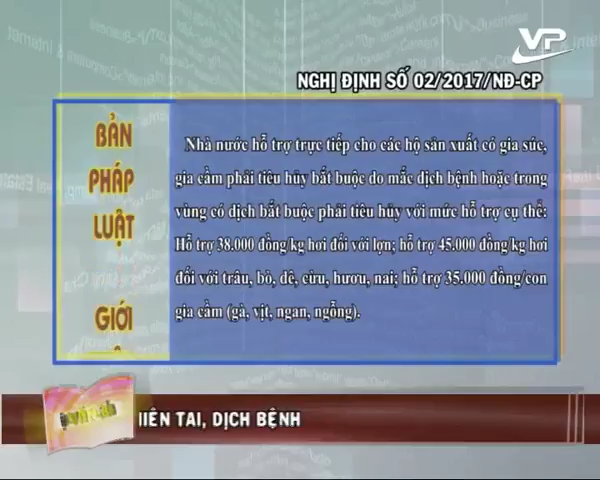 VP
NGHỊ ĐỊNH SỐ 02/2017/NĐ-CP
BẢN
PHÁP
LUẬT
GIỚI
Nhà nước hỗ trợ trực tiếp cho các hộ sản xuất có gia súc,
gia cầm phải tiêu hủy bắt buộc do mắc dịch bệnh hoặc trong
vùng có dịch bắt buộc phải tiêu hủy với mức hỗ trợ cụ thể:
Hỗ trợ 38.000 đồng/kg hơi đối với lợn; hỗ trợ 45.000 đồng/kg hơi
đối với trâu, bò, dê, cừu, hươu, nai; hỗ trợ 35.000 đồng/con
gia cầm (gà, vịt, ngan, ngỗng).
IIÊN TAI, DỊCH BỆNH